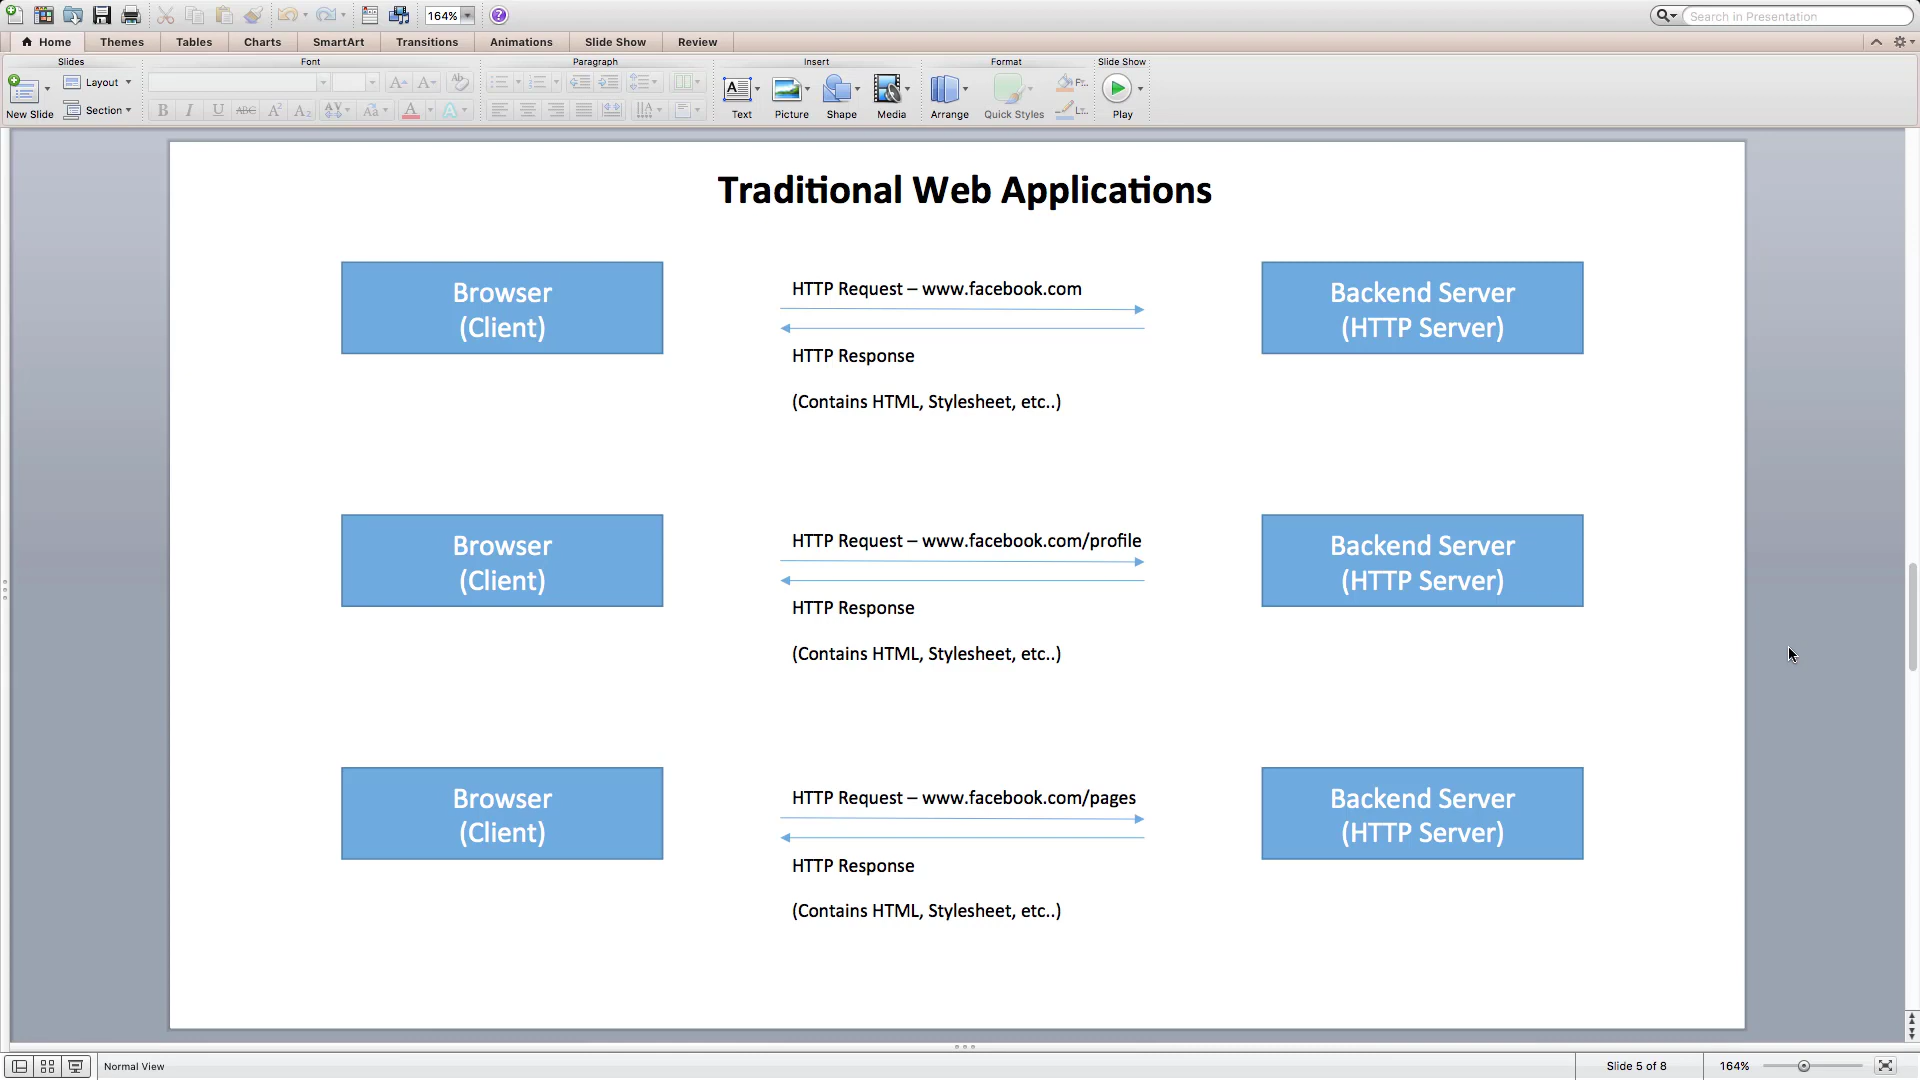 164%
Search in Presentation
Home
Themes
Tables
Charts
SmartArt
Transitions
Animations
Slide Show
Review
Slides
Font
Paragraph
Insert
Format
Slide Show
New Slide
Layout
Section
B I U ABC A² A₂ AV Aa A A
Text
Picture
Shape
Media
Arrange
Quick Styles
Play
Traditional Web Applications
Browser
(Client)
HTTP Request – www.facebook.com
HTTP Response
(Contains HTML, Stylesheet, etc..)
Backend Server
(HTTP Server)
Browser
(Client)
HTTP Request – www.facebook.com/profile
HTTP Response
(Contains HTML, Stylesheet, etc..)
Backend Server
(HTTP Server)
Browser
(Client)
HTTP Request – www.facebook.com/pages
HTTP Response
(Contains HTML, Stylesheet, etc..)
Backend Server
(HTTP Server)
Normal View
Slide 5 of 8
164%